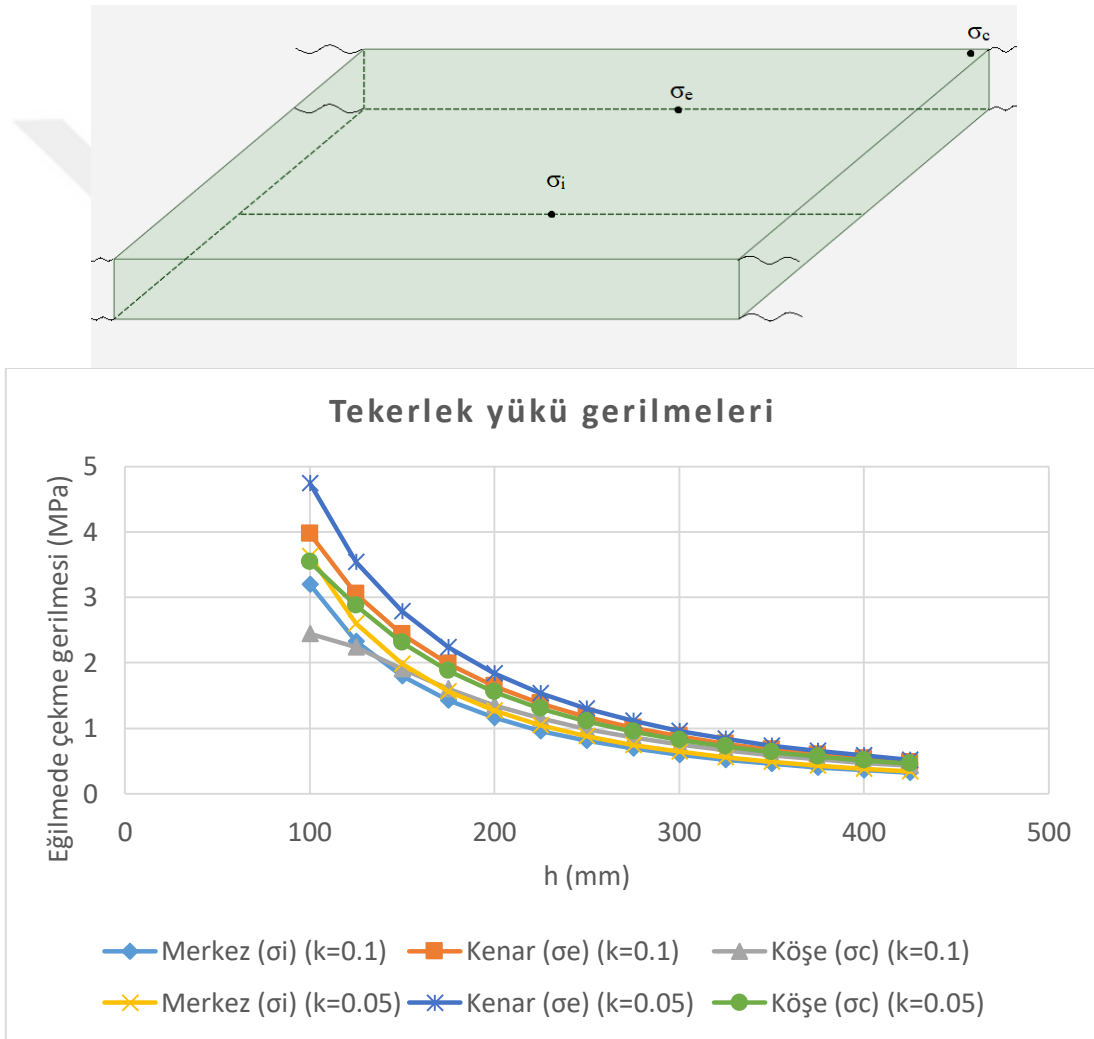 σc
σe
σi
Tekerlek yükü gerilmeleri
Eğilmede çekme gerilmesi (MPa)
5
4
3
2
1
0
0 100 200 300 400 500
h (mm)
Merkez (σi) (k=0.1) Kenar (σe) (k=0.1) Köşe (σc) (k=0.1)
Merkez (σi) (k=0.05) Kenar (σe) (k=0.05) Köşe (σc) (k=0.05)